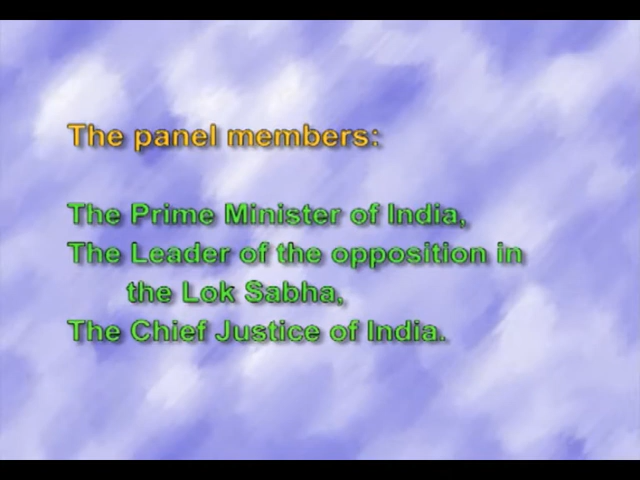 The panel members:
The Prime Minister of India,
The Leader of the opposition in
the Lok Sabha,
The Chief Justice of India.